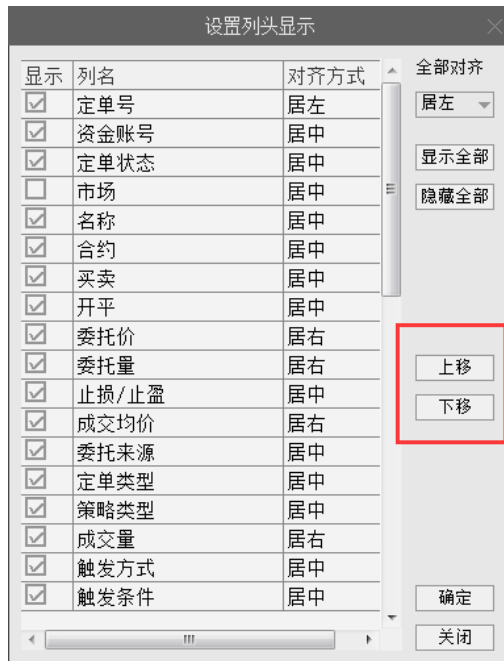 设置列头显示
显示 列名 对齐方式 全部对齐
定单号 居左 居左
资金账号 居中
定单状态 居中 显示全部
市场 居中 隐藏全部
名称 居中
合约 居中
买卖 居中
开平 居中
委托价 居右
委托量 居右 上移
止损/止盈 居中 下移
成交均价 居右
委托来源 居中
定单类型 居中
策略类型 居中
成交量 居右
触发方式 居中
触发条件 居中 确定
关闭